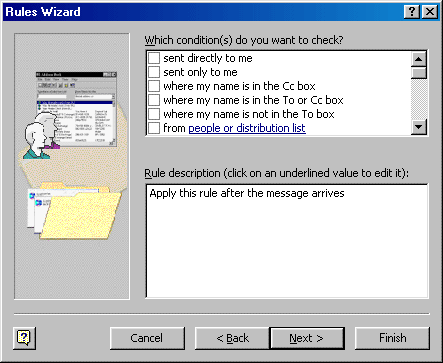 Rules Wizard
Which condition(s) do you want to check?
sent directly to me
sent only to me
where my name is in the Cc box
where my name is in the To or Cc box
where my name is not in the To box
from people or distribution list
Rule description (click on an underlined value to edit it):
Apply this rule after the message arrives
Cancel
< Back
Next >
Finish